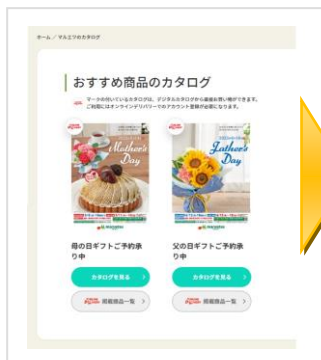 ホーム / マルエツのカタログ
おすすめ商品のカタログ
マークの付いているカタログは、デジタルカタログから直接お買い物ができます。
ご利用にはオンラインデリバリーでのアカウント登録が必要になります。
Mother's
Day
Father's
Day
母の日ギフトご予約承
り中
父の日ギフトご予約承
り中
カタログを見る
カタログを見る
掲載商品一覧
掲載商品一覧